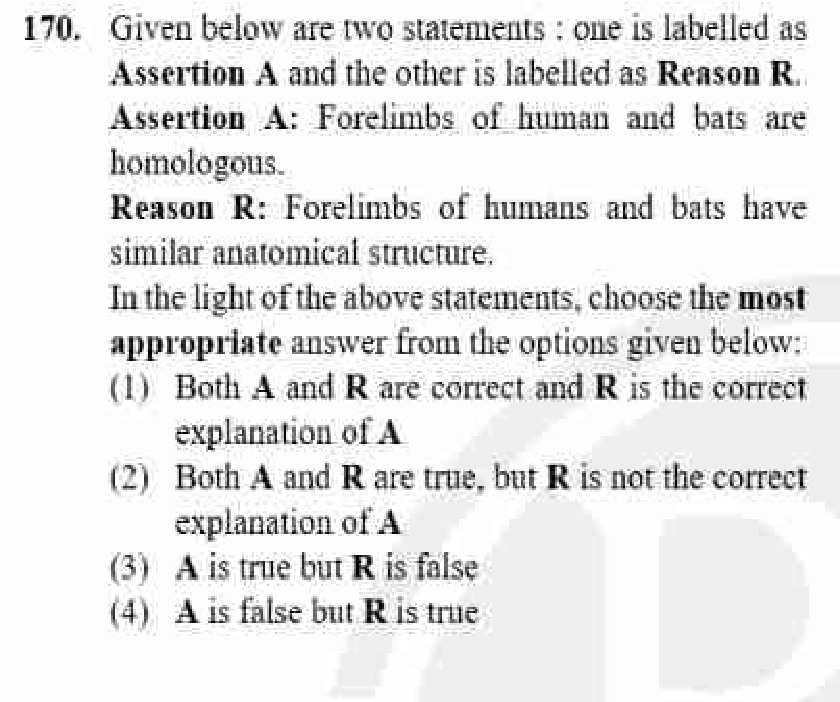 170. Given below are two statements : one is labelled as
Assertion A and the other is labelled as Reason R.
Assertion A: Forelimbs of human and bats are
homologous.
Reason R: Forelimbs of humans and bats have
similar anatomical structure.
In the light of the above statements, choose the most
appropriate answer from the options given below:
(1) Both A and R are correct and R is the correct
explanation of A
(2) Both A and R are true, but R is not the correct
explanation of A
(3) A is true but R is false
(4) A is false but R is true